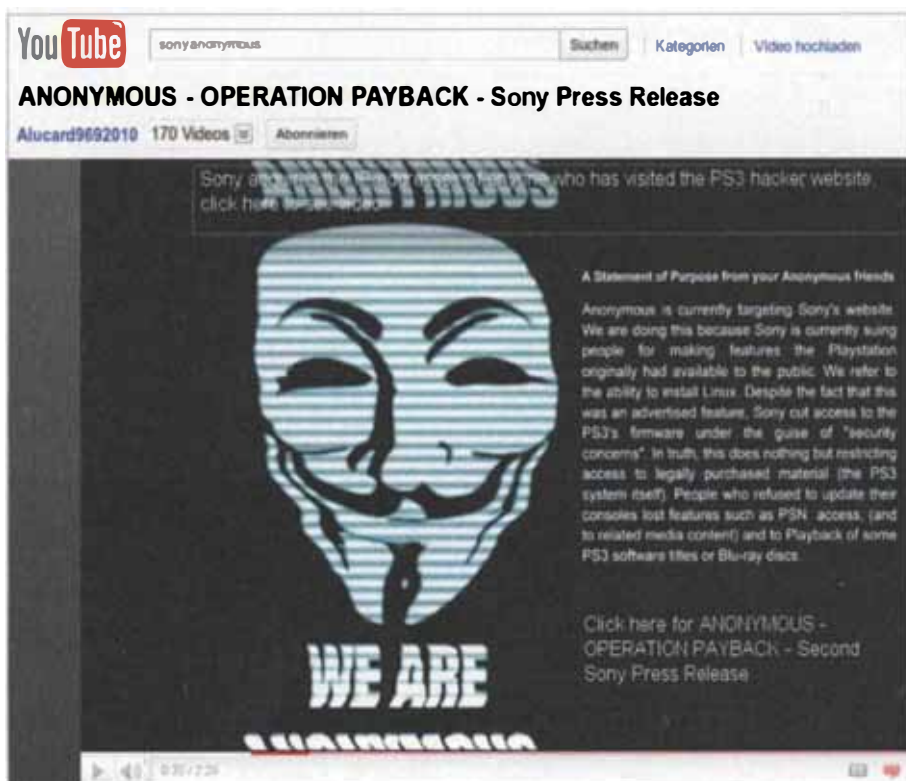 You Tube
sonyanonymous
Suchen
Kategorien
Video hochladen
ANONYMOUS - OPERATION PAYBACK - Sony Press Release
Alucard9692010 170 Videos Abonnieren
ANONYMOUS
Sony who has visited the PS3 hacker website,
click here to
A Statement of Purpose from your Anonymous friends
Anonymous is currently targeting Sony's website.
We are doing this because Sony is currently suing
people for making features the Playstation
originally had available to the public. We refer to
the ability to install Linux. Despite the fact that this
was an advertised feature, Sony cut access to the
PS3's firmware under the guise of "security
concerns". In truth, this does nothing but restricting
access to legally purchased material (the PS3
system itself). People who refused to update their
consoles lost features such as PSN access, (and
to related media content) and to Playback of some
PS3 software titles or Blu-ray discs.
Click here for ANONYMOUS -
OPERATION PAYBACK - Second
Sony Press Release
WE ARE
ANONYMOUS